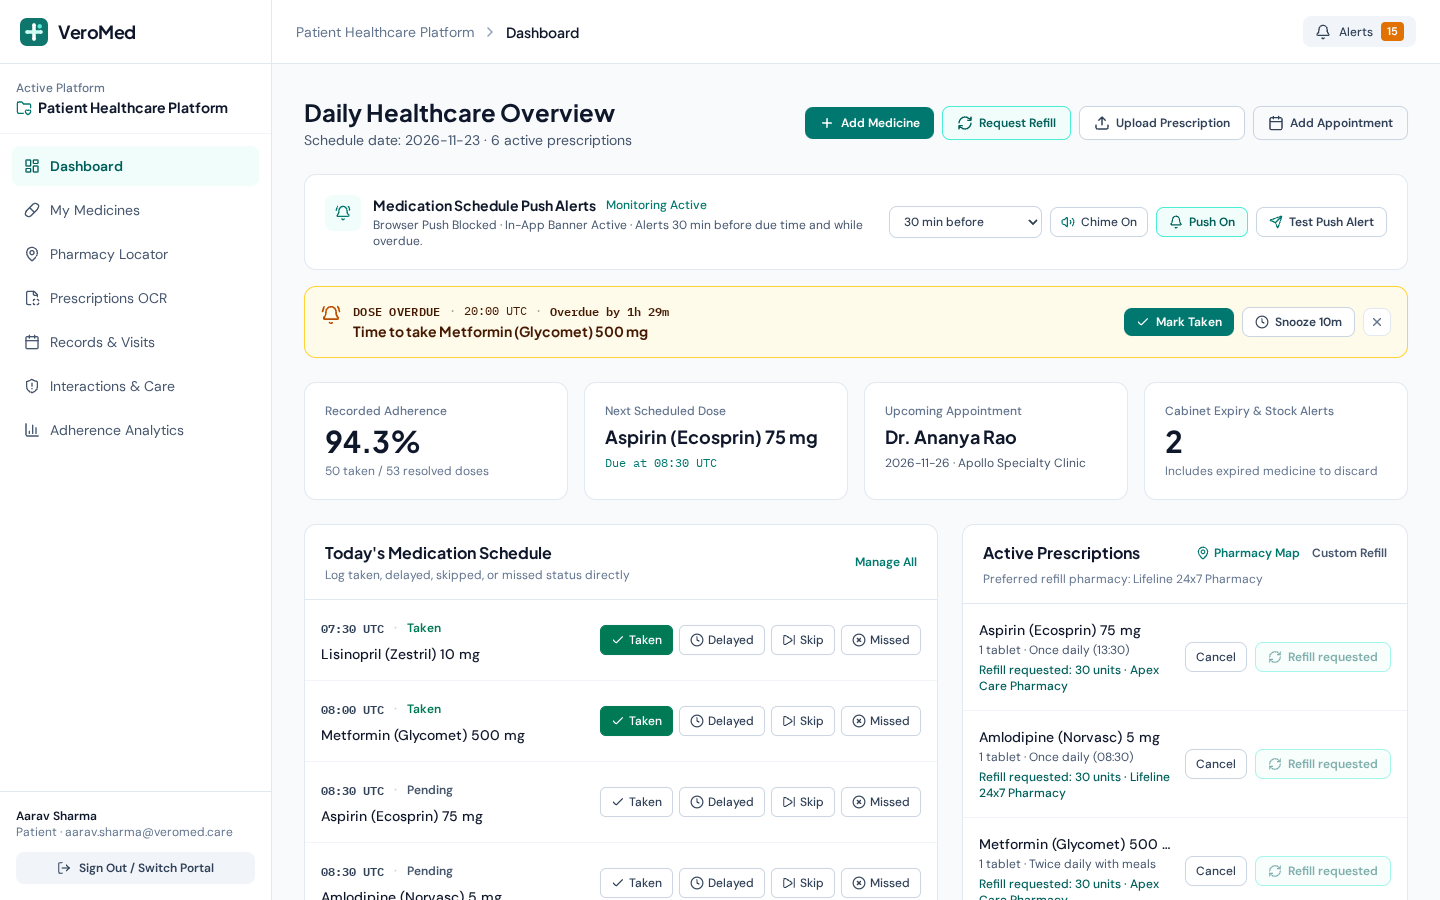 VeroMed
Patient Healthcare Platform
Dashboard
Alerts 15
Active Platform
Patient Healthcare Platform
Dashboard
My Medicines
Pharmacy Locator
Prescriptions OCR
Records & Visits
Interactions & Care
Adherence Analytics
Aarav Sharma
Patient · aarav.sharma@veromed.care
Sign Out / Switch Portal
Daily Healthcare Overview
Schedule date: 2026-11-23 · 6 active prescriptions
Add Medicine
Request Refill
Upload Prescription
Add Appointment
Medication Schedule Push Alerts Monitoring Active
Browser Push Blocked · In-App Banner Active · Alerts 30 min before due time and while
overdue.
30 min before
Chime On
Push On
Test Push Alert
DOSE OVERDUE · 20:00 UTC · Overdue by 1h 29m
Time to take Metformin (Glycomet) 500 mg
Mark Taken
Snooze 10m
Recorded Adherence
94.3%
50 taken / 53 resolved doses
Next Scheduled Dose
Aspirin (Ecosprin) 75 mg
Due at 08:30 UTC
Upcoming Appointment
Dr. Ananya Rao
2026-11-26 · Apollo Specialty Clinic
Cabinet Expiry & Stock Alerts
2
Includes expired medicine to discard
Today's Medication Schedule
Log taken, delayed, skipped, or missed status directly
Manage All
07:30 UTC · Taken
Lisinopril (Zestril) 10 mg
Taken
Delayed
Skip
Missed
08:00 UTC · Taken
Metformin (Glycomet) 500 mg
Taken
Delayed
Skip
Missed
08:30 UTC · Pending
Aspirin (Ecosprin) 75 mg
Taken
Delayed
Skip
Missed
08:30 UTC · Pending
Amlodipine (Norvasc) 5 mg
Taken
Delayed
Skip
Missed
Active Prescriptions
Pharmacy Map
Custom Refill
Preferred refill pharmacy: Lifeline 24x7 Pharmacy
Aspirin (Ecosprin) 75 mg
1 tablet · Once daily (13:30)
Refill requested: 30 units · Apex
Care Pharmacy
Cancel
Refill requested
Amlodipine (Norvasc) 5 mg
1 tablet · Once daily (08:30)
Refill requested: 30 units · Lifeline
24x7 Pharmacy
Cancel
Refill requested
Metformin (Glycomet) 500 ...
1 tablet · Twice daily with meals
Refill requested: 30 units · Apex
Care Pharmacy
Cancel
Refill requested